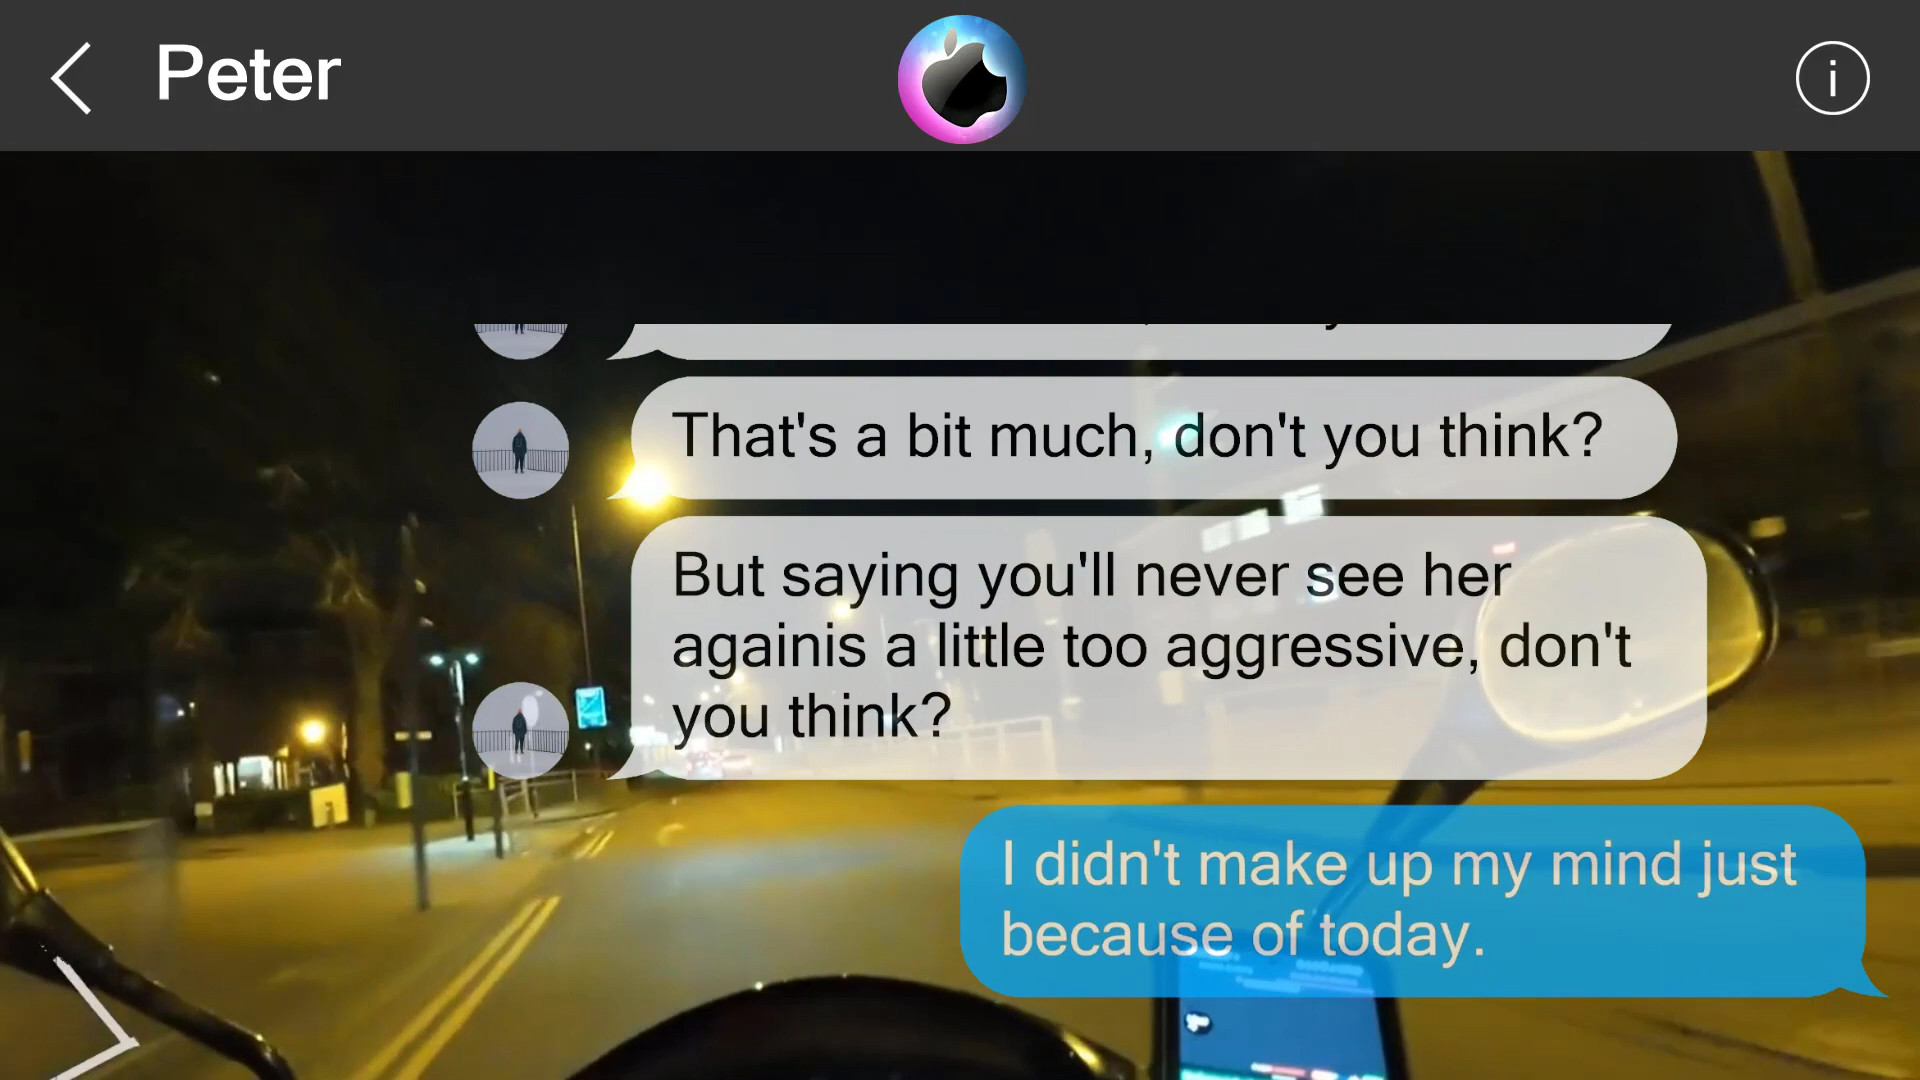 Peter
That's a bit much, don't you think?
But saying you'll never see her
againis a little too aggressive, don't
you think?
I didn't make up my mind just
because of today.